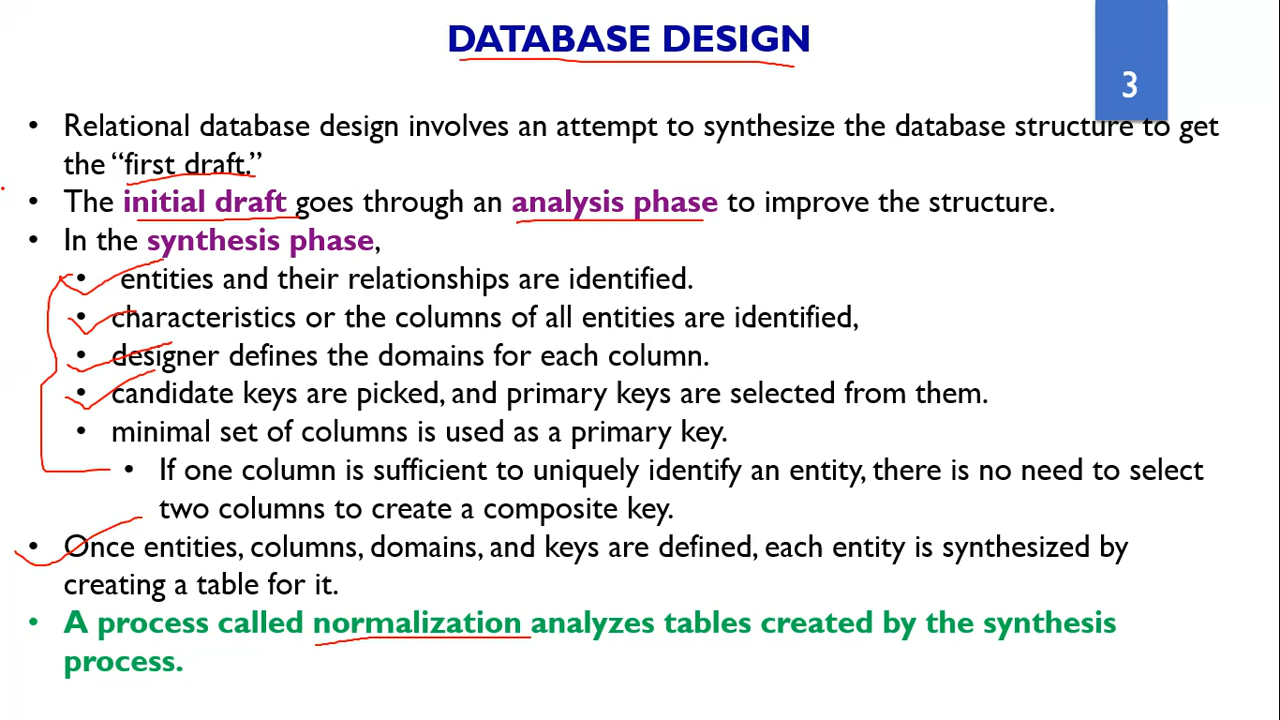 DATABASE DESIGN
3
• Relational database design involves an attempt to synthesize the database structure to get
the “first draft.”
• The initial draft goes through an analysis phase to improve the structure.
• In the synthesis phase,
• entities and their relationships are identified.
• characteristics or the columns of all entities are identified,
• designer defines the domains for each column.
• candidate keys are picked, and primary keys are selected from them.
• minimal set of columns is used as a primary key.
• If one column is sufficient to uniquely identify an entity, there is no need to select
two columns to create a composite key.
• Once entities, columns, domains, and keys are defined, each entity is synthesized by
creating a table for it.
• A process called normalization analyzes tables created by the synthesis
process.